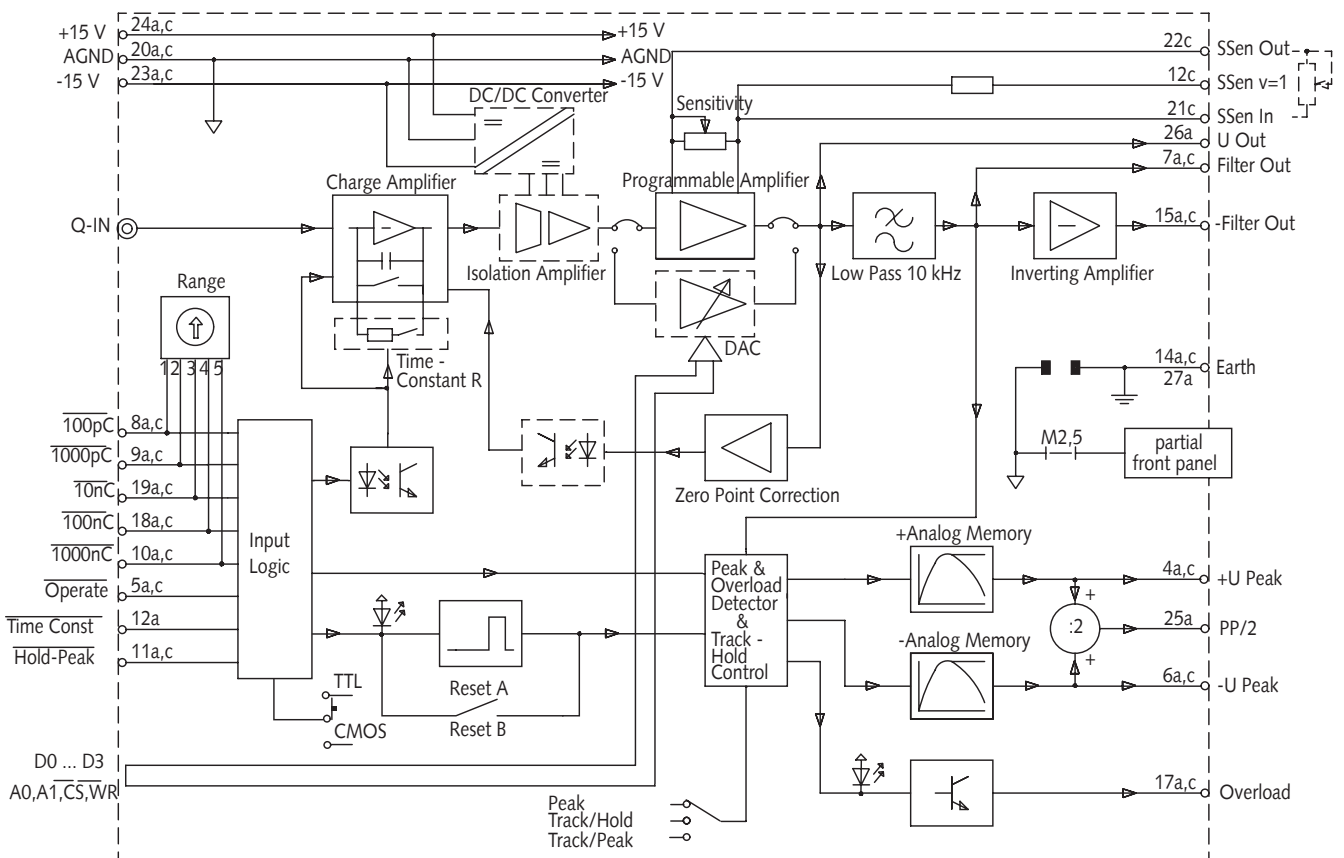 +15 V 24a,c +15 V
AGND 20a,c AGND
-15 V 23a,c -15 V
22c SSen Out
12c SSen v=1
21c SSen In
26a U Out
7a,c Filter Out
15a,c -Filter Out
DC/DC Converter
Sensitivity
Charge Amplifier
Programmable Amplifier
Q-IN
Isolation Amplifier
Low Pass 10 kHz
Inverting Amplifier
Range
1 2 3 4 5
Time -
Constant R
DAC
14a,c
27a
Earth
M2,5
partial
front panel
100pC 8a,c
1000pC 9a,c
10nC 19a,c
100nC 18a,c
1000nC 10a,c
Operate 5a,c
Time Const 12a
Hold-Peak 11a,c
Input
Logic
Zero Point Correction
Peak &
Overload
Detector
&
Track -
Hold
Control
+Analog Memory
-Analog Memory
4a,c +U Peak
+
:2
+
25a PP/2
6a,c -U Peak
TTL
CMOS
Reset A
Reset B
D0 ... D3
A0,A1,CS,WR
Peak
Track/Hold
Track/Peak
17a,c Overload